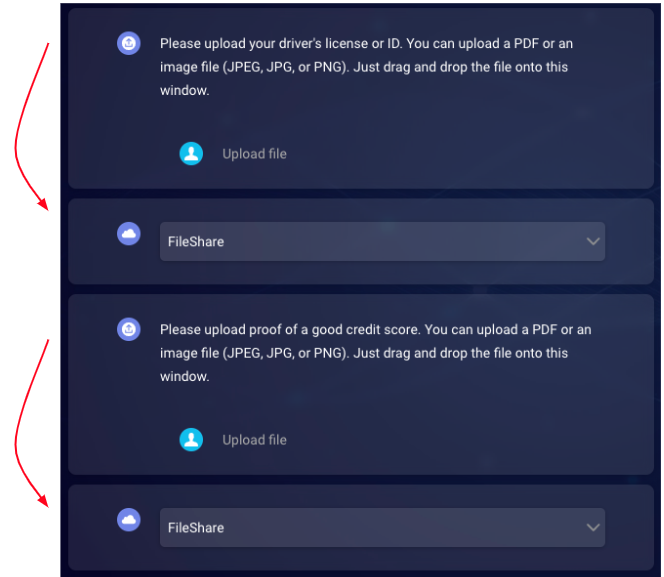 Please upload your driver's license or ID. You can upload a PDF or an
image file (JPEG, JPG, or PNG). Just drag and drop the file onto this
window.
Upload file
FileShare
Please upload proof of a good credit score. You can upload a PDF or an
image file (JPEG, JPG, or PNG). Just drag and drop the file onto this
window.
Upload file
FileShare